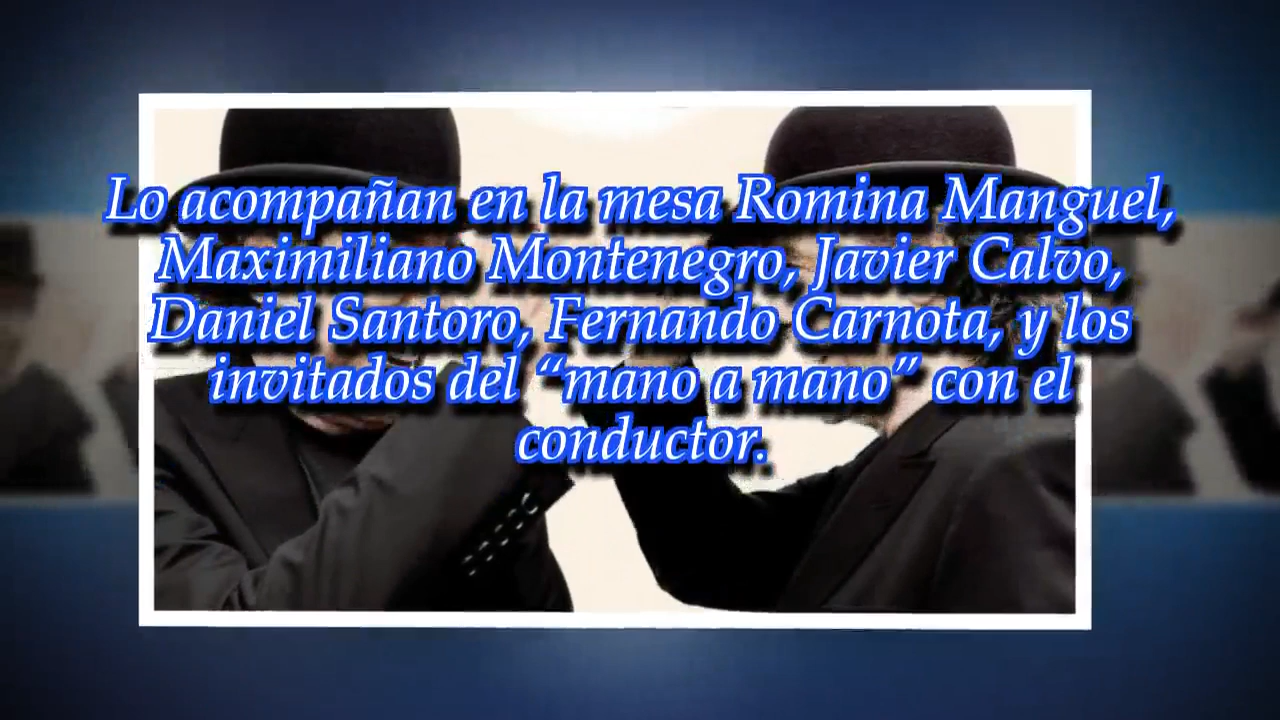 Lo acompañan en la mesa Romina Manguel,
Maximiliano Montenegro, Javier Calvo,
Daniel Santoro, Fernando Carnota, y los
invitados del “mano a mano” con el
conductor.